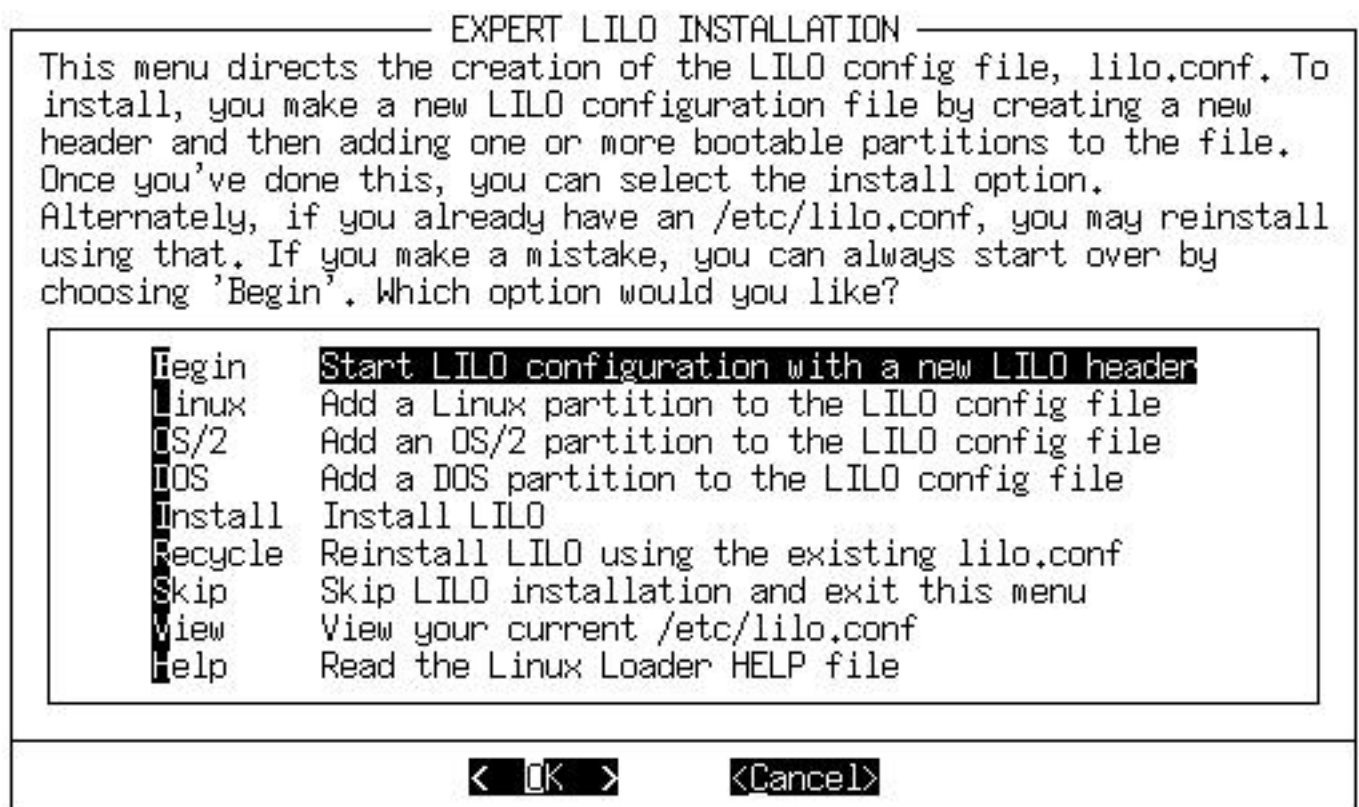 EXPERT LILO INSTALLATION
This menu directs the creation of the LILO config file, lilo.conf. To
install, you make a new LILO configuration file by creating a new
header and then adding one or more bootable partitions to the file.
Once you've done this, you can select the install option.
Alternately, if you already have an /etc/lilo.conf, you may reinstall
using that. If you make a mistake, you can always start over by
choosing 'Begin'. Which option would you like?
Begin Start LILO configuration with a new LILO header
Linux Add a Linux partition to the LILO config file
OS/2 Add an OS/2 partition to the LILO config file
DOS Add a DOS partition to the LILO config file
Install Install LILO
Recycle Reinstall LILO using the existing lilo.conf
Skip Skip LILO installation and exit this menu
View View your current /etc/lilo.conf
Help Read the Linux Loader HELP file
< OK > <Cancel>